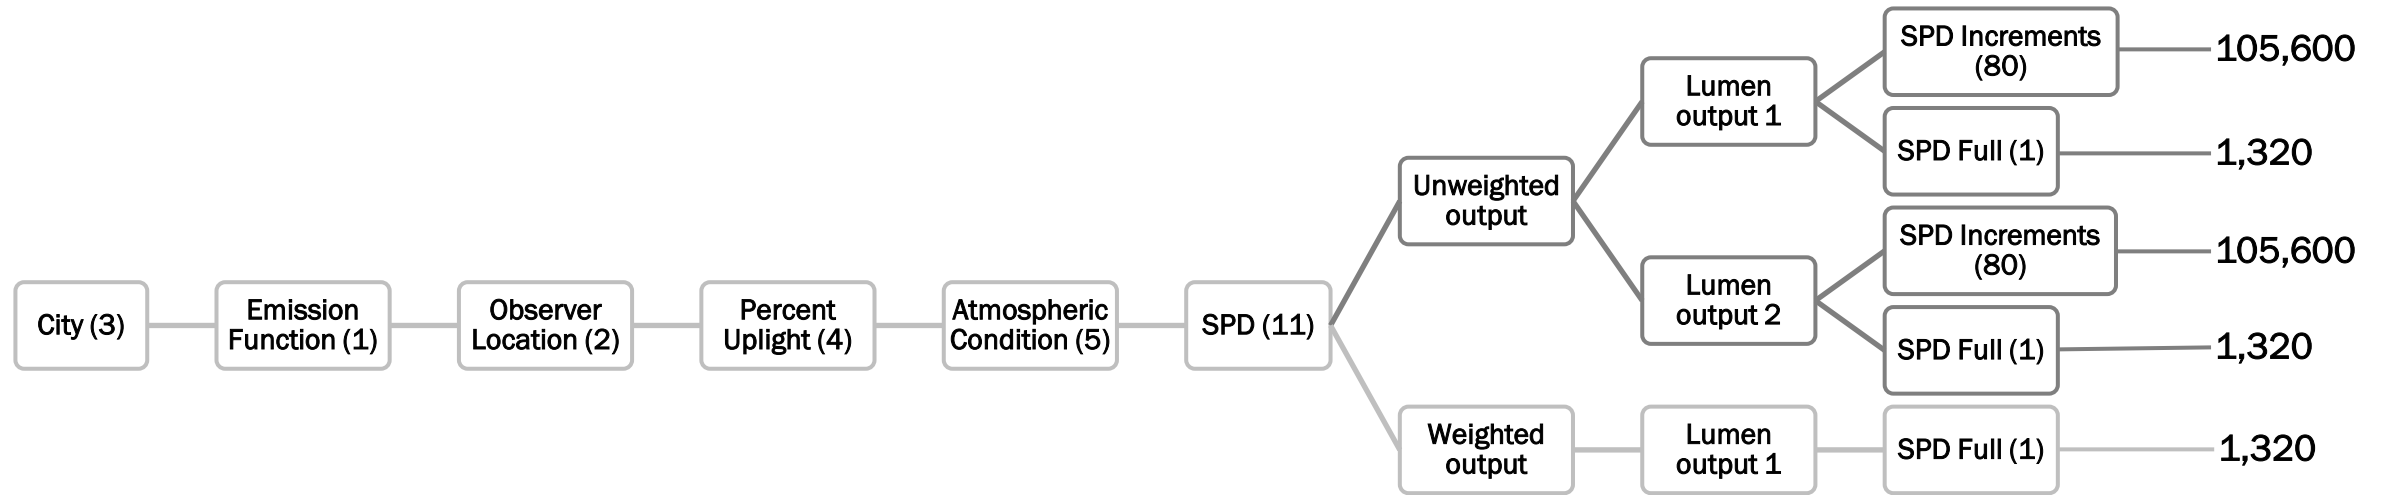 City (3)
Emission
Function (1)
Observer
Location (2)
Percent
Uplight (4)
Atmospheric
Condition (5)
SPD (11)
Unweighted
output
Lumen
output 1
SPD Increments
(80)
105,600
SPD Full (1)
1,320
Lumen
output 2
SPD Increments
(80)
105,600
SPD Full (1)
1,320
Weighted
output
Lumen
output 1
SPD Full (1)
1,320